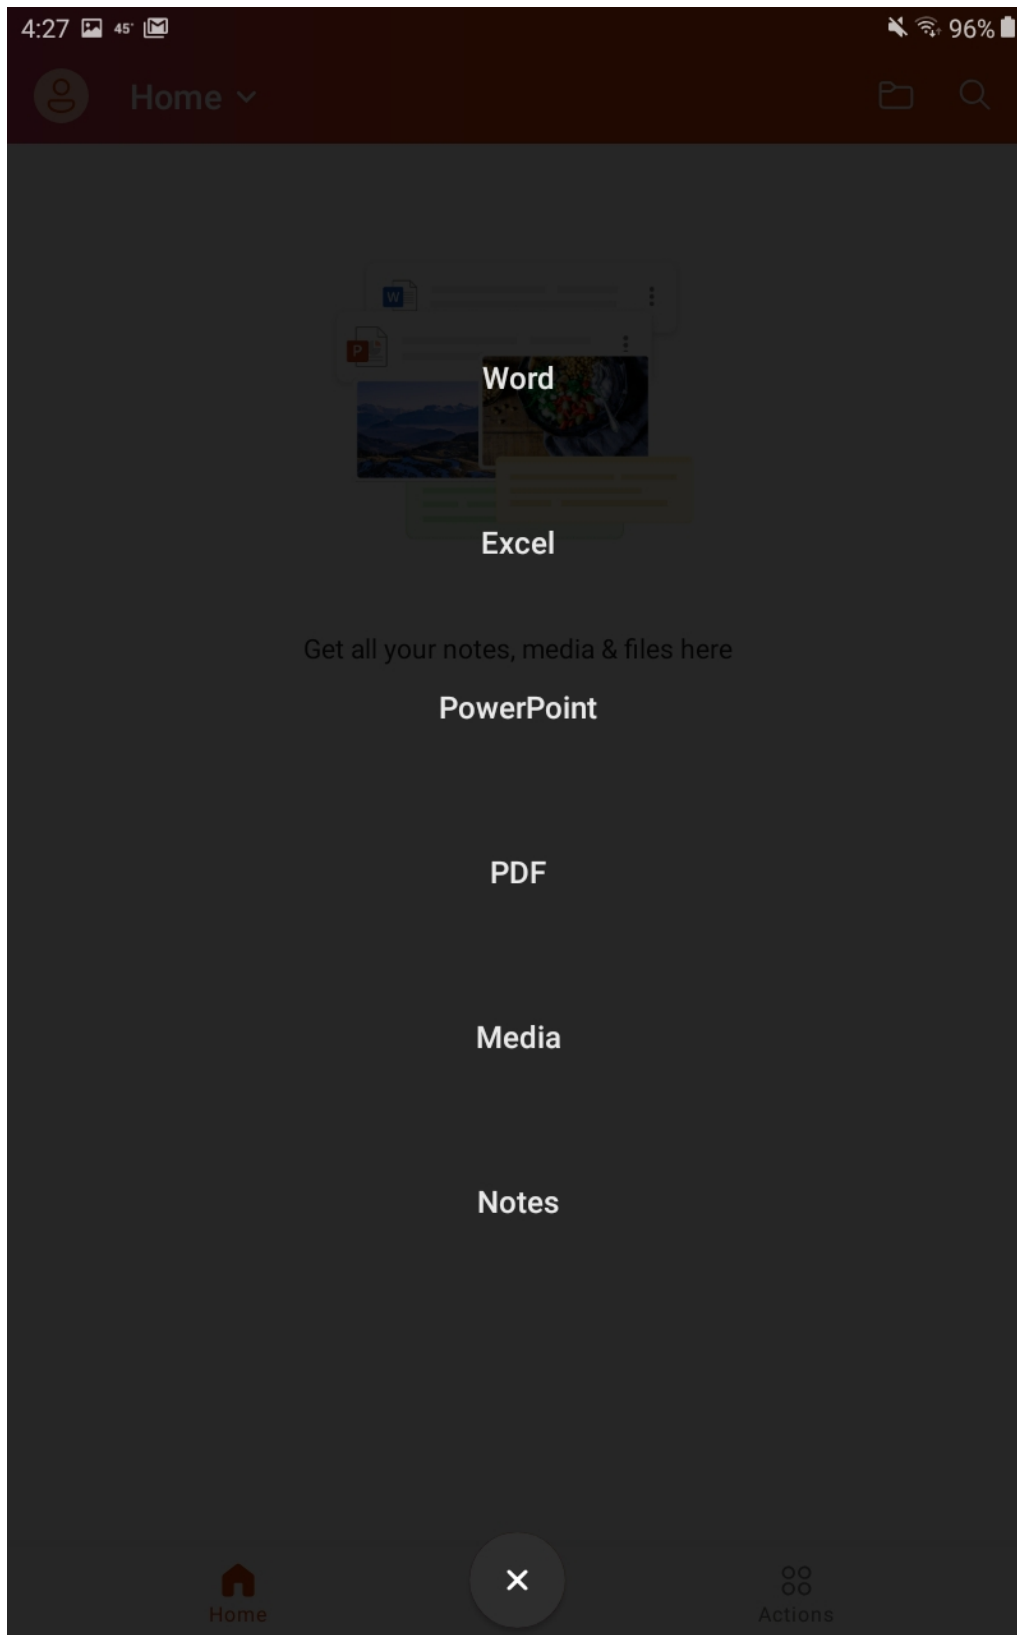 4:27 45° 96%
Home
W
P
Word
Excel
Get all your notes, media & files here
PowerPoint
PDF
Media
Notes
Home
Actions